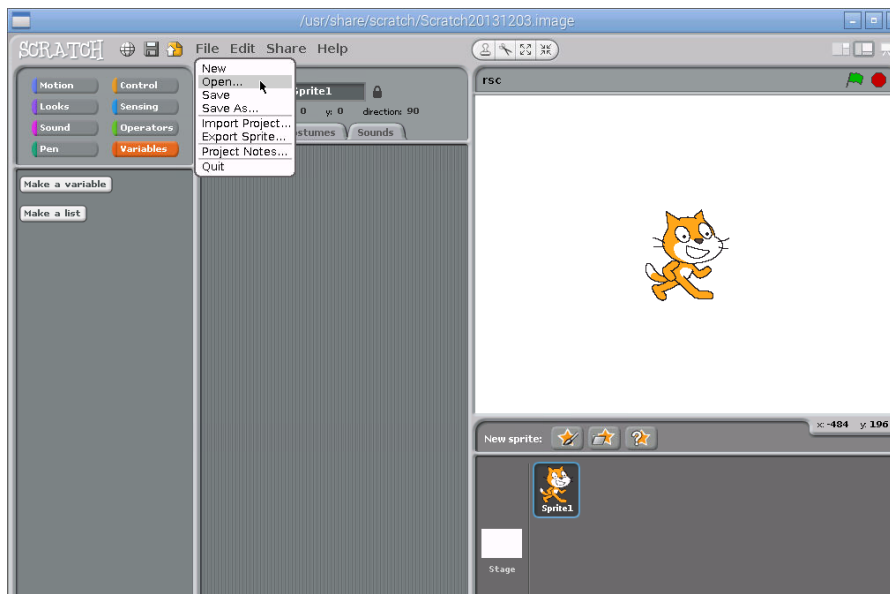 /usr/share/scratch/Scratch20131203.image
SCRATCH File Edit Share Help
New
Open...
Save
Save As...
Import Project...
Export Sprite...
Project Notes...
Quit
Motion Control
Looks Sensing
Sound Operators
Pen Variables
Make a variable
Make a list
Sprite1
0 y: 0 direction: 90
stumes Sounds
rsc
x: -484 y: 196
New sprite:
Sprite1
Stage